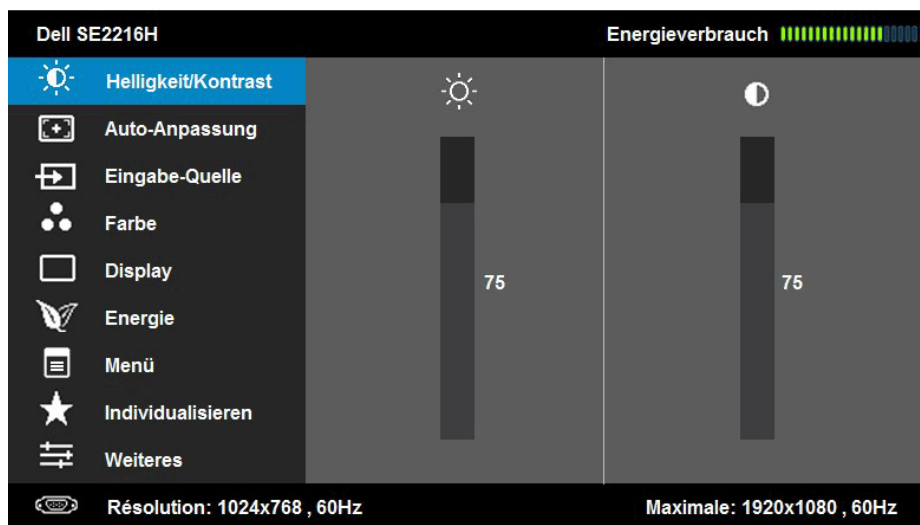 Dell SE2216H
Energieverbrauch
Helligkeit/Kontrast
Auto-Anpassung
Eingabe-Quelle
Farbe
Display
Energie
Menü
Individualisieren
Weiteres
75
75
Résolution: 1024x768 , 60Hz
Maximale: 1920x1080 , 60Hz